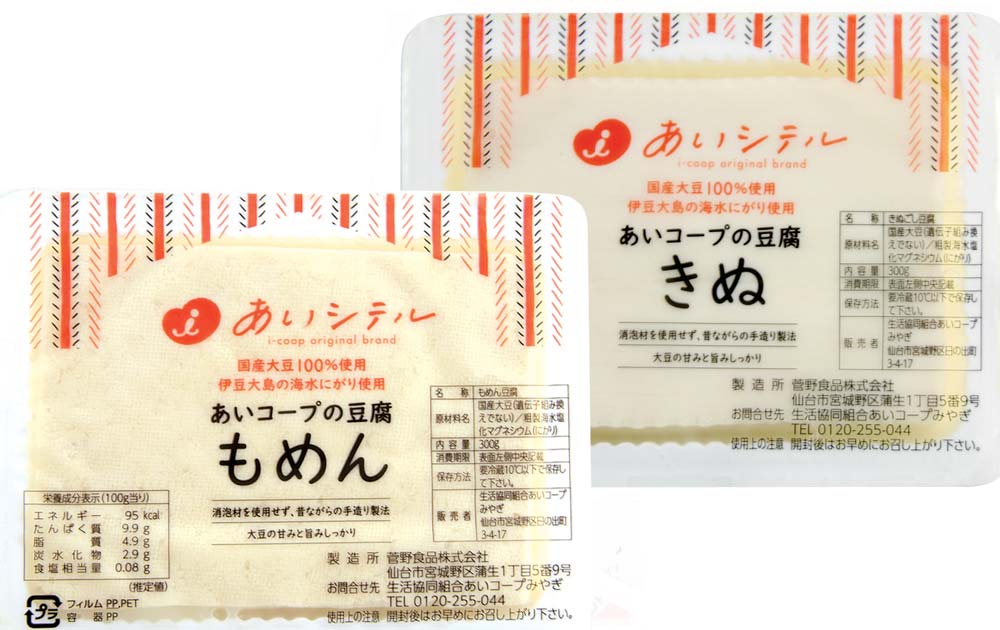 あいシテル
i-coop original brand
国産大豆100%使用
伊豆大島の海水にがり使用
あいコープの豆腐
きぬ
消泡材を使用せず、昔ながらの手造り製法
大豆の甘みと旨みしっかり
名 称 きぬごし豆腐
原材料名 国産大豆(遺伝子組み換
えでない)/粗製海水塩
化マグネシウム(にがり)
内容量 300g
消費期限 表面左側中央記載
保存方法 要冷蔵10℃以下で保存し
て下さい。
販売者 生活協同組合あいコープ
みやぎ
仙台市宮城野区日の出町
3-4-17
製造所 菅野食品株式会社
仙台市宮城野区蒲生1丁目5番9号
お問合せ先 生活協同組合あいコープみやぎ
TEL 0120-255-044
使用上の注意 開封後はお早めにお召し上がり下さい。
あいシテル
i-coop original brand
国産大豆100%使用
伊豆大島の海水にがり使用
あいコープの豆腐
もめん
消泡材を使用せず、昔ながらの手造り製法
大豆の甘みと旨みしっかり
名 称 もめん豆腐
原材料名 国産大豆(遺伝子組み換
えでない)/粗製海水塩
化マグネシウム(にがり)
内容量 300g
消費期限 表面左側中央記載
保存方法 要冷蔵10℃以下で保存し
て下さい。
販売者 生活協同組合あいコープ
みやぎ
仙台市宮城野区日の出町
3-4-17
栄養成分表示(100g当り)
エネルギー 95 kcal
たんぱく質 9.9 g
脂質 4.9 g
炭水化物 2.9 g
食塩相当量 0.08 g
(推定値)
プラ
フィルム PP,PET
容器 PP
製造所 菅野食品株式会社
仙台市宮城野区蒲生1丁目5番9号
お問合せ先 生活協同組合あいコープみやぎ
TEL 0120-255-044
使用上の注意 開封後はお早めにお召し上がり下さい。